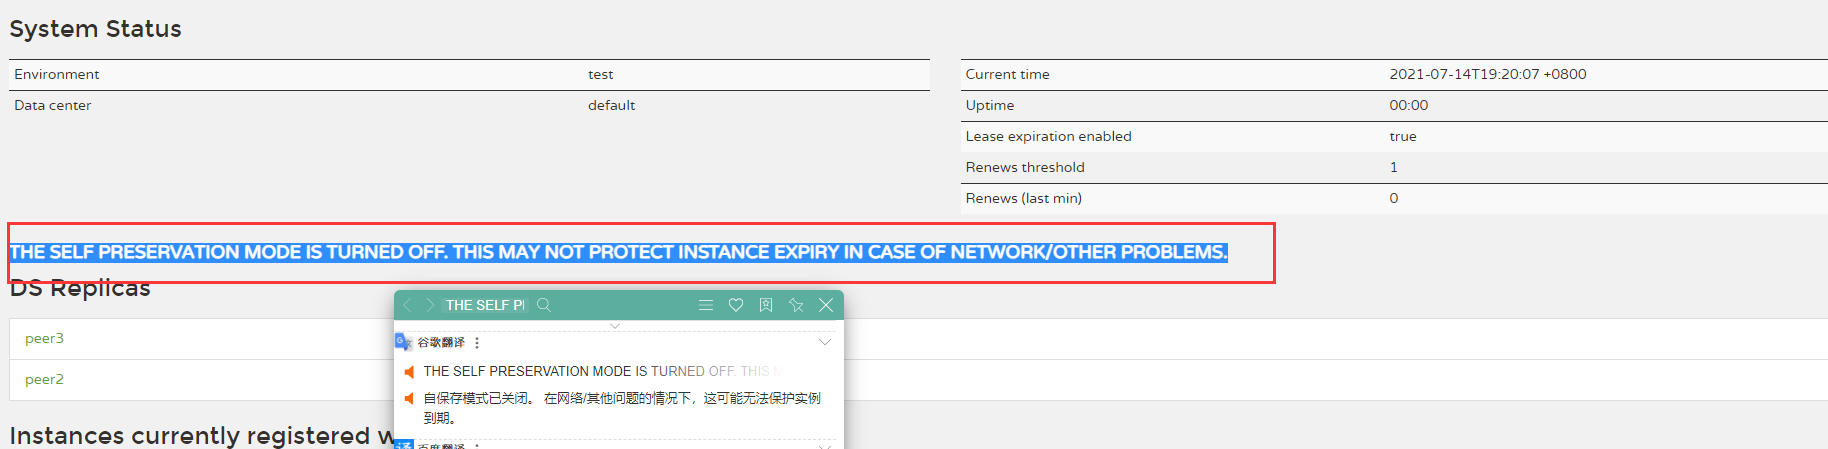 System Status
Environment test
Data center default
Current time 2021-07-14T19:20:07 +0800
Uptime 00:00
Lease expiration enabled true
Renews threshold 1
Renews (last min) 0
THE SELF PRESERVATION MODE IS TURNED OFF. THIS MAY NOT PROTECT INSTANCE EXPIRY IN CASE OF NETWORK/OTHER PROBLEMS.
DS Replicas
peer3
peer2
Instances currently registered
THE SELF P
谷歌翻译
THE SELF PRESERVATION MODE IS TURNED OFF. THIS M
自保存模式已关闭。 在网络/其他问题的情况下，这可能无法保护实例
到期。
百度翻译